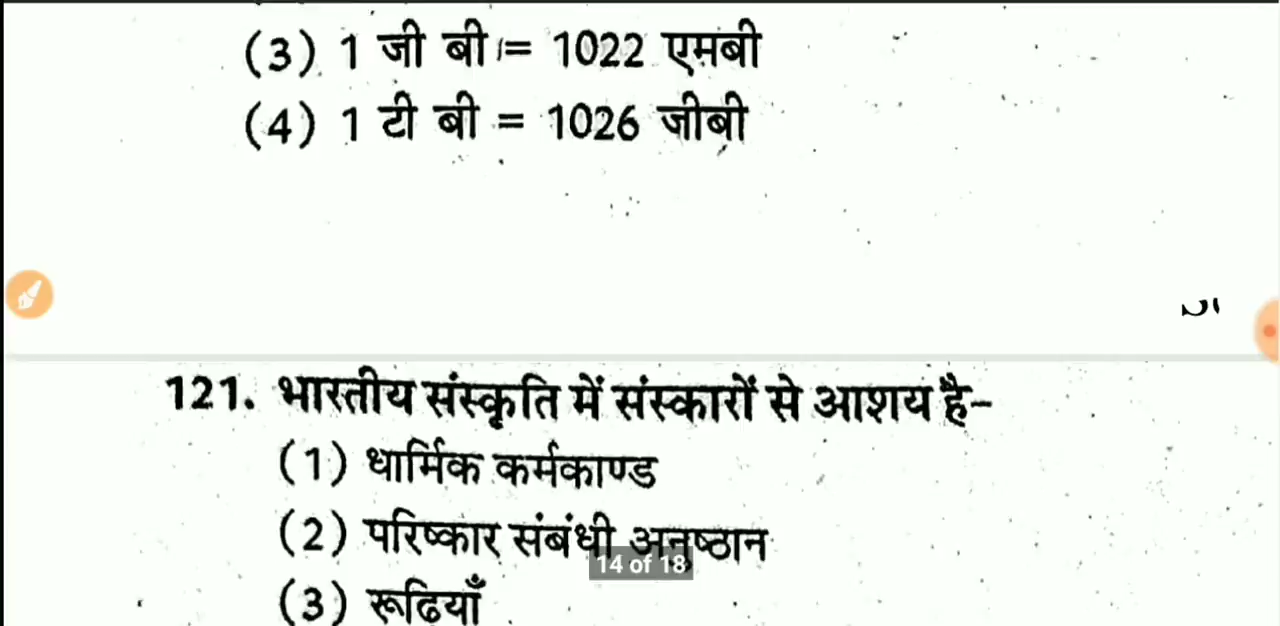 (3) 1 जी बी = 1022 एमबी
(4) 1 टी बी = 1026 जीबी
121. भारतीय संस्कृति में संस्कारों से आशय है-
(1) धार्मिक कर्मकाण्ड
(2) परिष्कार संबंधी अनुष्ठान
14 of 18
(3) रूढियाँ